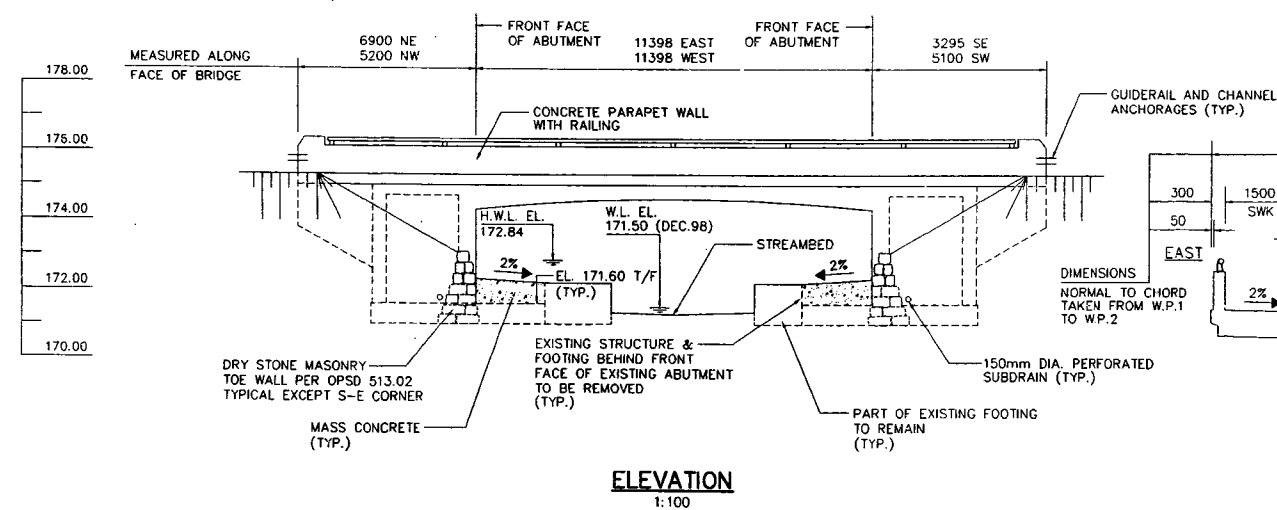 FRONT FACE
OF ABUTMENT
FRONT FACE
OF ABUTMENT
6900 NE
5200 NW
11398 EAST
11398 WEST
3295 SE
5100 SW
MEASURED ALONG
FACE OF BRIDGE
178.00
176.00
174.00
172.00
170.00
CONCRETE PARAPET WALL
WITH RAILING
GUIDERAIL AND CHANNEL
ANCHORAGES (TYP.)
H.W.L. EL.
172.84
W.L. EL.
171.50 (DEC.98)
STREAMBED
2%
EL. 171.60 T/F
(TYP.)
2%
300
1500
SWK
50
EAST
2%
DIMENSIONS
NORMAL TO CHORD
TAKEN FROM W.P.1
TO W.P.2
DRY STONE MASONRY
TOE WALL PER OPSD 513.02
TYPICAL EXCEPT S-E CORNER
MASS CONCRETE
(TYP.)
EXISTING STRUCTURE &
FOOTING BEHIND FRONT
FACE OF EXISTING ABUTMENT
TO BE REMOVED
(TYP.)
150mm DIA. PERFORATED
SUBDRAIN (TYP.)
PART OF EXISTING FOOTING
TO REMAIN
(TYP.)
ELEVATION
1:100